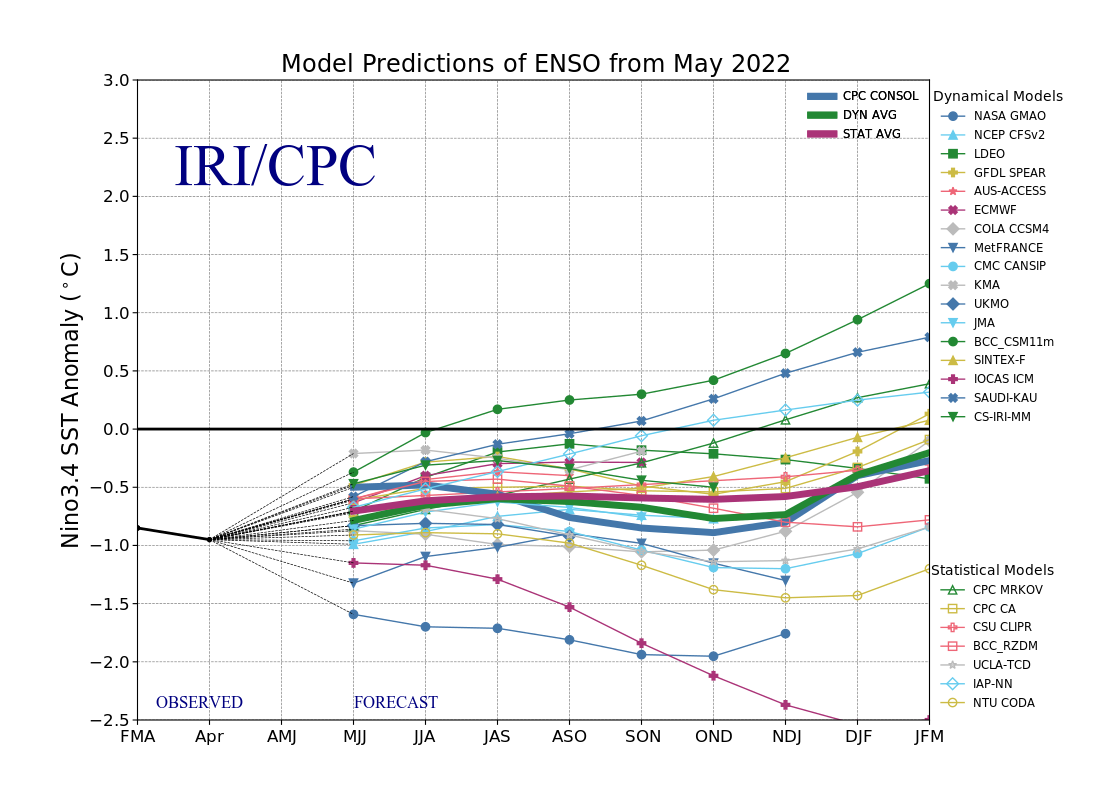 Model Predictions of ENSO from May 2022
Nino3.4 SST Anomaly (°C)
3.0
2.5
2.0
1.5
1.0
0.5
0.0
−0.5
−1.0
−1.5
−2.0
−2.5
IRI/CPC
CPC CONSOL
DYN AVG
STAT AVG
OBSERVED
FORECAST
FMA Apr AMJ MJJ JJA JAS ASO SON OND NDJ DJF JFM
Dynamical Models
NASA GMAO
NCEP CFSv2
LDEO
GFDL SPEAR
AUS-ACCESS
ECMWF
COLA CCSM4
MetFRANCE
CMC CANSIP
KMA
UKMO
JMA
BCC_CSM11m
SINTEX-F
IOCAS ICM
SAUDI-KAU
CS-IRI-MM
Statistical Models
CPC MRKOV
CPC CA
CSU CLIPR
BCC_RZDM
UCLA-TCD
IAP-NN
NTU CODA